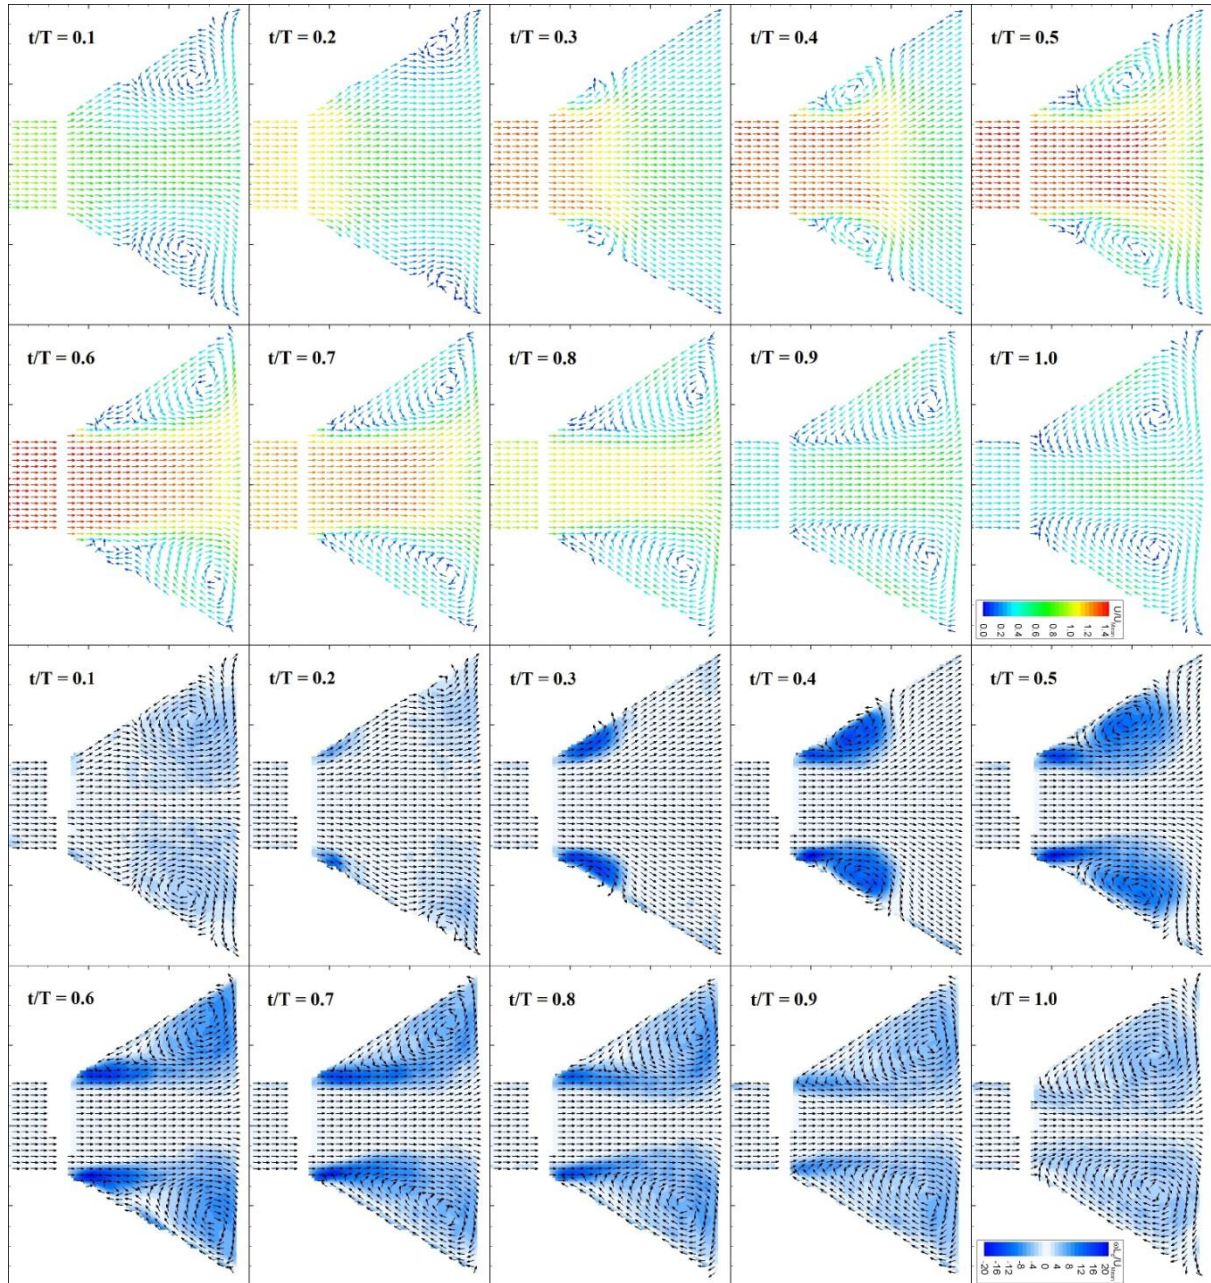 t/T = 0.1
t/T = 0.2
t/T = 0.3
t/T = 0.4
t/T = 0.5
t/T = 0.6
t/T = 0.7
t/T = 0.8
t/T = 0.9
t/T = 1.0
U/U_Mean
0.0 0.2 0.4 0.6 0.8 1.0 1.2 1.4
t/T = 0.1
t/T = 0.2
t/T = 0.3
t/T = 0.4
t/T = 0.5
t/T = 0.6
t/T = 0.7
t/T = 0.8
t/T = 0.9
t/T = 1.0
-20 -16 -12 -8 -4 0 4 8 12 16 20